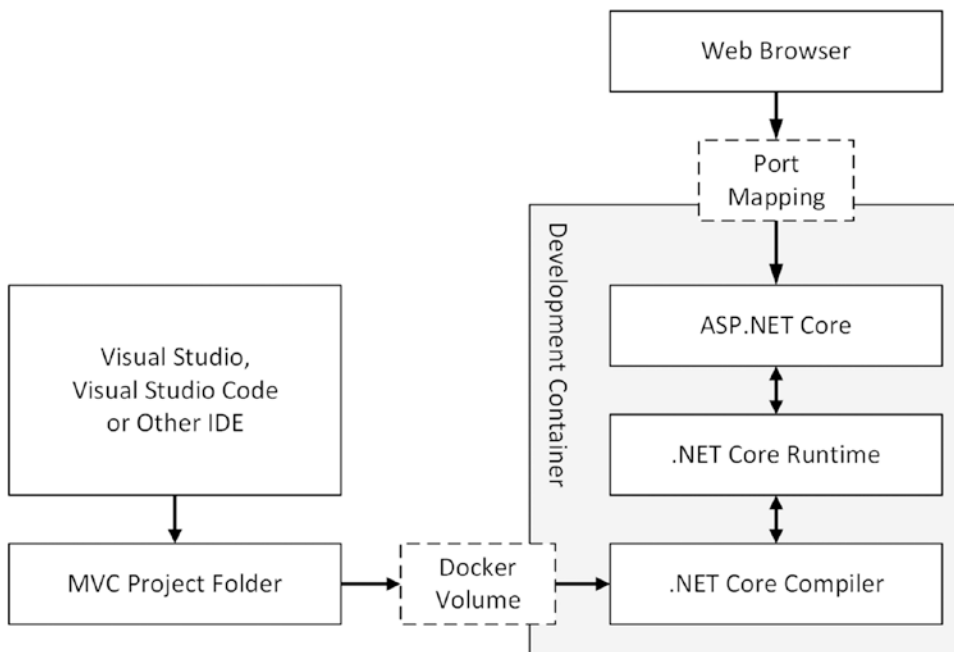 Web Browser
Port
Mapping
Development Container
ASP.NET Core
Visual Studio,
Visual Studio Code
or Other IDE
.NET Core Runtime
MVC Project Folder
Docker
Volume
.NET Core Compiler